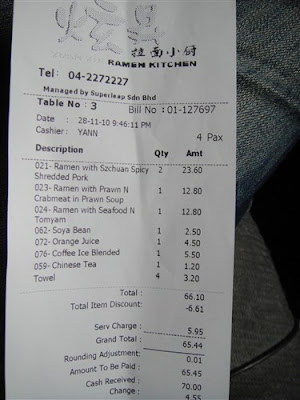 炫
拉面小厨
RAMEN KITCHEN
Tel: 04-2272227
Managed by Superleap Sdn Bhd
Table No : 3 Bill No : 01-127697
Date : 28-11-10 9:46:11 PM
Cashier : YANN 4 Pax
Description Qty Amt
021- Ramen with Szchuan Spicy 2 23.60
Shredded Pork
023- Ramen with Prawn N 1 12.80
Crabmeat in Prawn Soup
024- Ramen with Seafood N 1 12.80
Tomyam
062- Soya Bean 1 2.50
072- Orange Juice 1 4.50
076- Coffee Ice Blended 1 5.50
059- Chinese Tea 1 1.20
Towel 4 3.20
Total : 66.10
Total Item Discount: -6.61
Serv Charge : 5.95
Grand Total : 65.44
Rounding Adjustment: 0.01
Amount To Be Paid : 65.45
Cash Received : 70.00
Change : 4.55